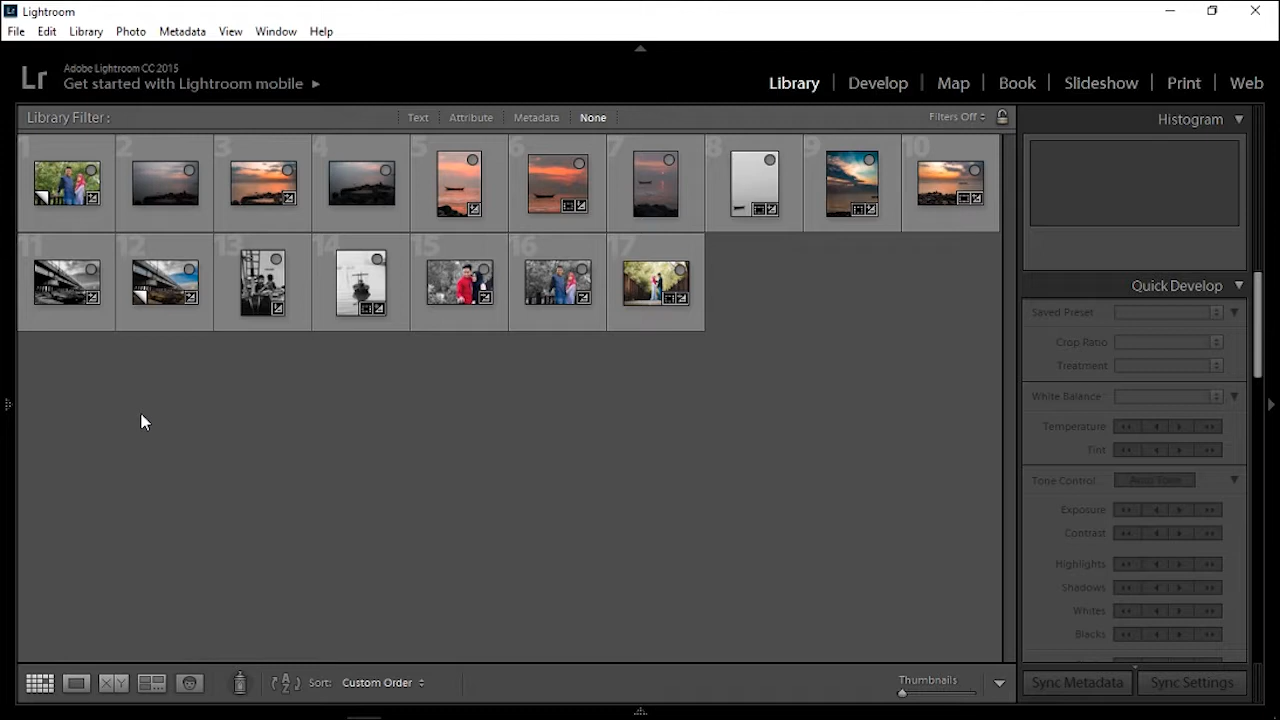 Lr Lightroom
File Edit Library Photo Metadata View Window Help
Lr Adobe Lightroom CC 2015
Get started with Lightroom mobile
Library Develop Map Book Slideshow Print Web
Library Filter : Text Attribute Metadata None Filters Off
Histogram
1 2 3 4 5 6 7 8 9 10
11 12 13 14 15 16 17
Quick Develop
Saved Preset
Crop Ratio
Treatment
White Balance
Temperature
Tint
Tone Control Auto Tone
Exposure
Contrast
Highlights
Shadows
Whites
Blacks
X Y Sort: Custom Order Thumbnails
Sync Metadata Sync Settings